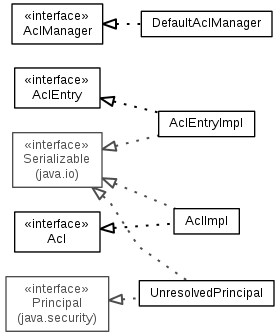 «interface»
AclManager
DefaultAclManager
«interface»
AclEntry
AclEntryImpl
«interface»
Serializable
(java.io)
AclImpl
«interface»
Acl
UnresolvedPrincipal
«interface»
Principal
(java.security)